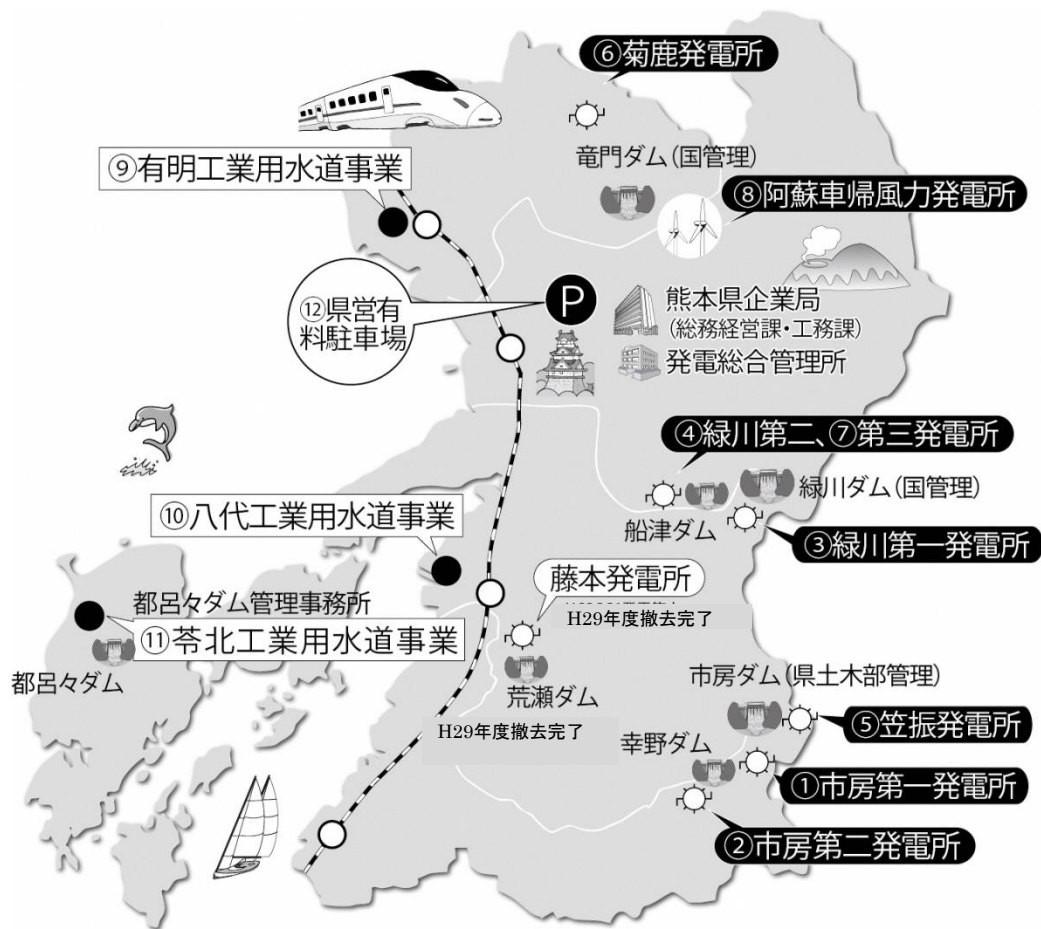 ⑥菊鹿発電所
竜門ダム(国管理)
⑨有明工業用水道事業
⑧阿蘇車帰風力発電所
⑫県営有
料駐車場
P
熊本県企業局
(総務経営課・工務課)
発電総合管理所
④緑川第二、⑦第三発電所
緑川ダム(国管理)
船津ダム
③緑川第一発電所
⑩八代工業用水道事業
藤本発電所
H29年度撤去完了
都呂々ダム管理事務所
⑪苓北工業用水道事業
都呂々ダム
荒瀬ダム
H29年度撤去完了
市房ダム(県土木部管理)
⑤笠振発電所
幸野ダム
①市房第一発電所
②市房第二発電所